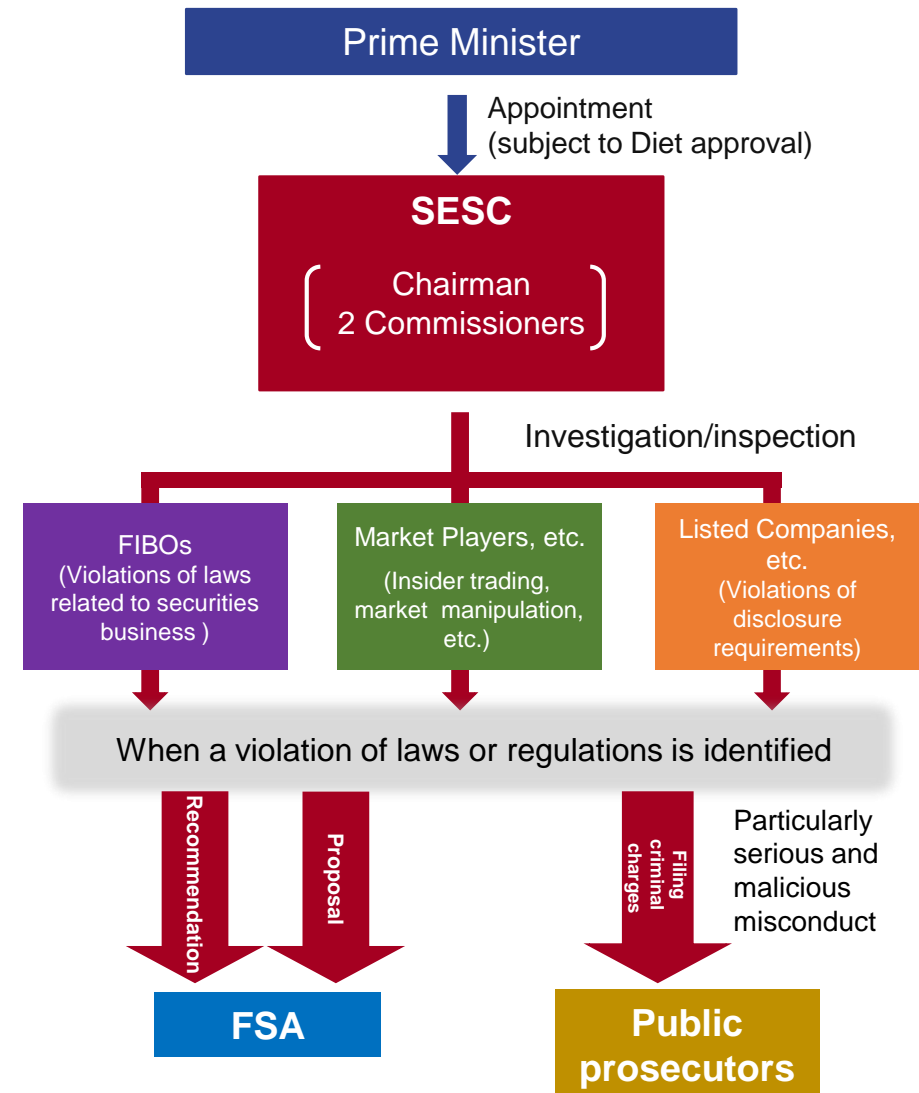 Prime Minister
Appointment
(subject to Diet approval)
SESC
Chairman
2 Commissioners
Investigation/inspection
FIBOs
(Violations of laws
related to securities
business )
Market Players, etc.
(Insider trading,
market manipulation,
etc.)
Listed Companies,
etc.
(Violations of
disclosure
requirements)
When a violation of laws or regulations is identified
Recommendation
Proposal
Filing
criminal
charges
Particularly
serious and
malicious
misconduct
FSA
Public
prosecutors